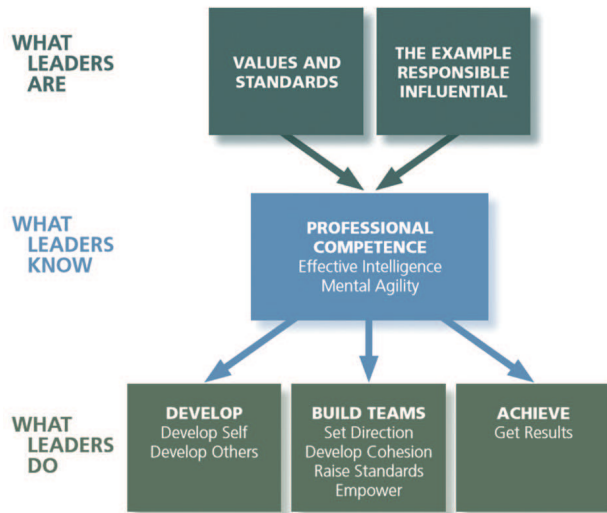 WHAT
LEADERS
ARE
VALUES AND
STANDARDS
THE EXAMPLE
RESPONSIBLE
INFLUENTIAL
WHAT
LEADERS
KNOW
PROFESSIONAL
COMPETENCE
Effective Intelligence
Mental Agility
WHAT
LEADERS
DO
DEVELOP
Develop Self
Develop Others
BUILD TEAMS
Set Direction
Develop Cohesion
Raise Standards
Empower
ACHIEVE
Get Results